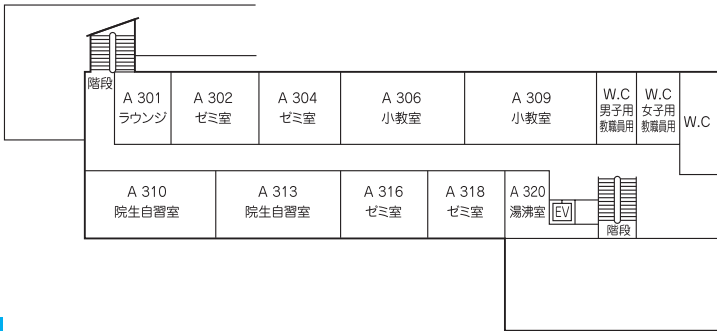 階段
A 301
ラウンジ
A 302
ゼミ室
A 304
ゼミ室
A 306
小教室
A 309
小教室
W.C
男子用
教職員用
W.C
女子用
教職員用
W.C
A 310
院生自習室
A 313
院生自習室
A 316
ゼミ室
A 318
ゼミ室
A 320
湯沸室
EV
階段